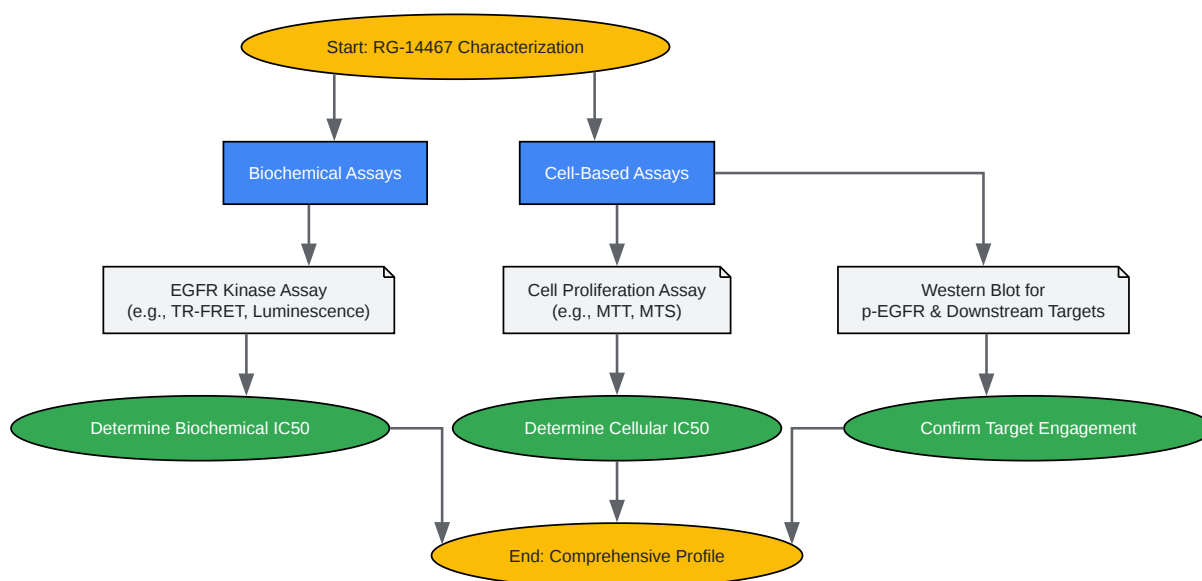 Start: RG-14467 Characterization
Biochemical Assays
Cell-Based Assays
EGFR Kinase Assay
(e.g., TR-FRET, Luminescence)
Cell Proliferation Assay
(e.g., MTT, MTS)
Western Blot for
p-EGFR & Downstream Targets
Determine Biochemical IC50
Determine Cellular IC50
Confirm Target Engagement
End: Comprehensive Profile